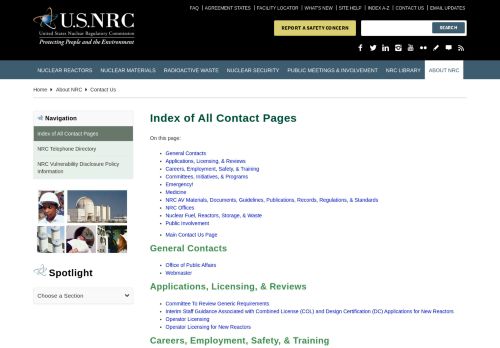 FAQ | AGREEMENT STATES | FACILITY LOCATOR | WHAT'S NEW | SITE HELP | INDEX A-Z | CONTACT US | EMAIL UPDATES
U.S.NRC
United States Nuclear Regulatory Commission
Protecting People and the Environment
REPORT A SAFETY CONCERN
SEARCH
NUCLEAR REACTORS NUCLEAR MATERIALS RADIOACTIVE WASTE NUCLEAR SECURITY PUBLIC MEETINGS & INVOLVEMENT NRC LIBRARY ABOUT NRC
Home About NRC Contact Us
Navigation
Index of All Contact Pages
NRC Telephone Directory
NRC Vulnerability Disclosure Policy
Information
Spotlight
Choose a Section
Index of All Contact Pages
On this page:
General Contacts
Applications, Licensing, & Reviews
Careers, Employment, Safety, & Training
Committees, Initiatives, & Programs
Emergency!
Medicine
NRC AV Materials, Documents, Guidelines, Publications, Records, Regulations, & Standards
NRC Offices
Nuclear Fuel, Reactors, Storage, & Waste
Public Involvement
Main Contact Us Page
General Contacts
Office of Public Affairs
Webmaster
Applications, Licensing, & Reviews
Committee To Review Generic Requirements
Interim Staff Guidance Associated with Combined License (COL) and Design Certification (DC) Applications for New Reactors
Operator Licensing
Operator Licensing for New Reactors
Careers, Employment, Safety, & Training